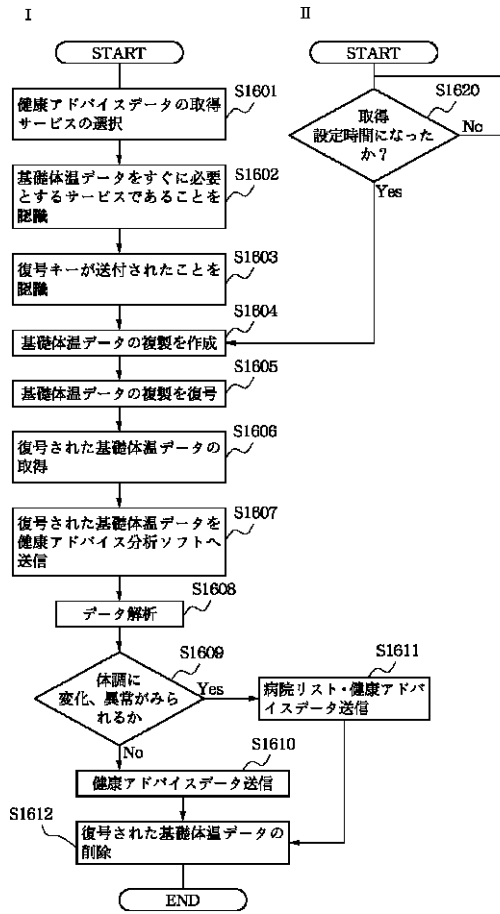 I
II
START
START
S1601
健康アドバイスデータの取得
サービスの選択
S1620
取得
設定時間になった
か？
No
Yes
S1602
基礎体温データをすぐに必要
とするサービスであることを
認識
S1603
復号キーが送付されたことを
認識
S1604
基礎体温データの複製を作成
S1605
基礎体温データの複製を復号
S1606
復号された基礎体温データの
取得
S1607
復号された基礎体温データを
健康アドバイス分析ソフトへ
送信
S1608
データ解析
S1609
体調に
変化、異常がみら
れるか
Yes
No
S1611
病院リスト・健康アドバ
イスデータ送信
S1610
健康アドバイスデータ送信
S1612
復号された基礎体温データの
削除
END